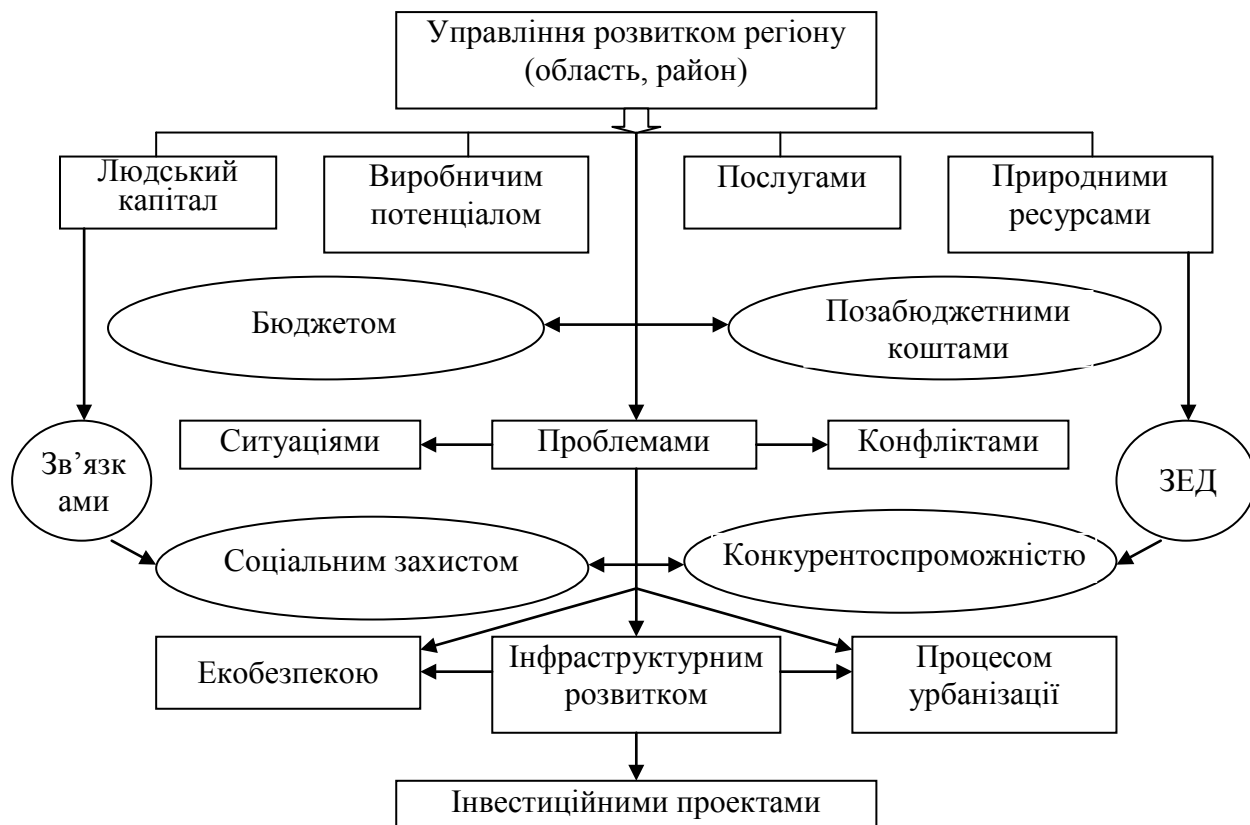 Управління розвитком регіону
(область, район)
Людський
капітал
Виробничим
потенціалом
Послугами
Природними
ресурсами
Бюджетом
Позабюджетними
коштами
Ситуаціями
Проблемами
Конфліктами
Зв’язк
ами
ЗЕД
Соціальним захистом
Конкурентоспроможністю
Екобезпекою
Інфраструктурним
розвитком
Процесом
урбанізації
Інвестиційними проектами